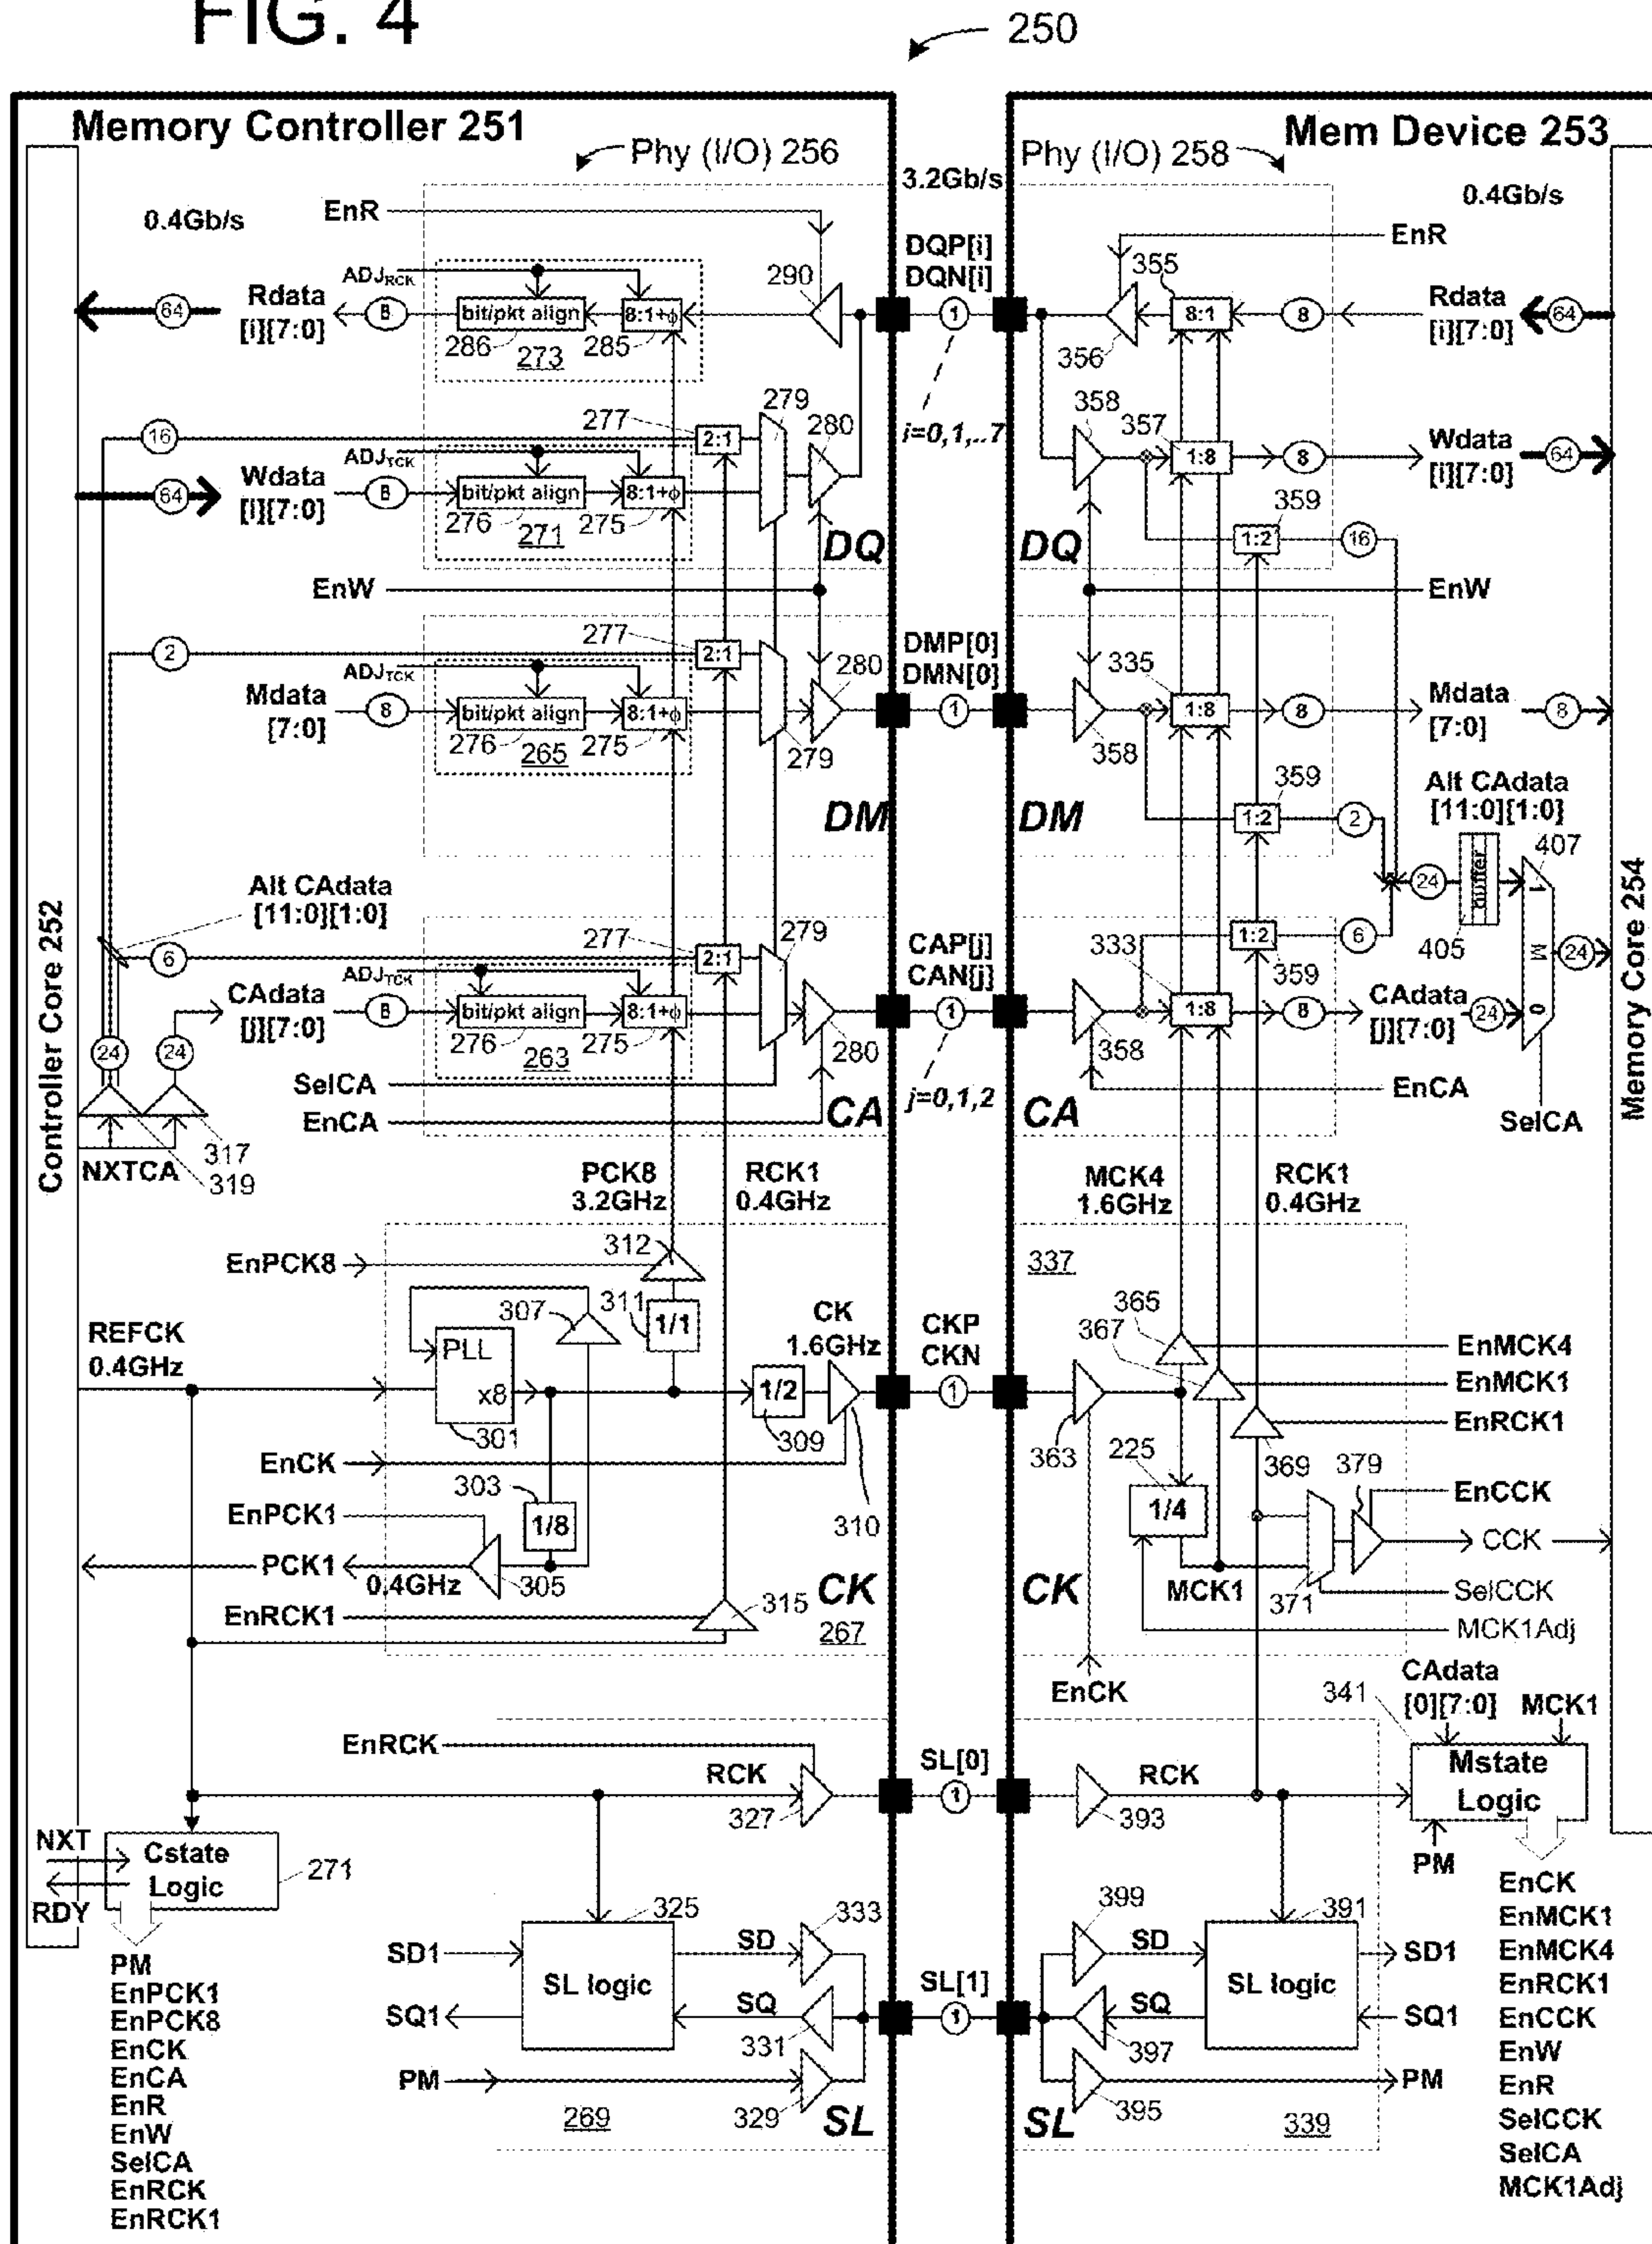 FIG. 4
250
Memory Controller 251
Mem Device 253
Phy (I/O) 256
Phy (I/O) 258
3.2Gb/s
0.4Gb/s
0.4Gb/s
EnR
EnR
DQP[i]
DQN[i]
ADJRCK
290
355
64
Rdata
[i][7:0]
8
bit/pkt align
8:1+ϕ
1
8:1
8
Rdata
[i][7:0]
64
286
273
285
356
279
277
280
358
357
i=0,1,..7
16
2:1
ADJTCK
64
Wdata
[i][7:0]
8
bit/pkt align
8:1+ϕ
1:8
8
Wdata
[i][7:0]
64
276
271
275
359
DQ
DQ
1:2
16
EnW
EnW
277
DMP[0]
DMN[0]
2
2:1
280
335
ADJTCK
Mdata
[7:0]
8
bit/pkt align
8:1+ϕ
1
1:8
8
Mdata
[7:0]
8
276
265
275
279
358
359
DM
DM
1:2
2
Alt CAdata
[11:0][1:0]
407
24
buffer
1
405
Alt CAdata
[11:0][1:0]
277
279
CAP[j]
CAN[j]
333
6
2:1
1:2
6
359
M
24
ADJTCK
CAdata
[j][7:0]
8
bit/pkt align
8:1+ϕ
1
1:8
8
CAdata
[j][7:0]
24
0
276
263
275
280
358
24
24
SelCA
EnCA
j=0,1,2
CA
CA
EnCA
SelCA
Controller Core 252
Memory Core 254
317
NXTCA
319
PCK8
3.2GHz
RCK1
0.4GHz
MCK4
1.6GHz
RCK1
0.4GHz
EnPCK8
312
337
307
311
1/1
CK
1.6GHz
CKP
CKN
365
367
REFCK
0.4GHz
PLL
x8
301
1/2
309
1
EnMCK4
EnMCK1
EnRCK1
363
225
369
379
EnCK
303
1/8
310
1/4
EnCCK
EnPCK1
CCK
PCK1
0.4GHz
305
CK
CK
MCK1
371
SelCCK
EnRCK1
315
267
MCK1Adj
EnCK
341
CAdata
[0][7:0]
MCK1
EnRCK
RCK
327
SL[0]
1
RCK
393
Mstate
Logic
PM
NXT
RDY
Cstate
Logic
271
325
333
399
391
SD1
SL logic
SD
SD
SL logic
SD1
SQ1
SQ
SL[1]
1
SQ
SQ1
331
397
PM
329
269
SL
SL
395
339
PM
PM
EnPCK1
EnPCK8
EnCK
EnCA
EnR
EnW
SelCA
EnRCK
EnRCK1
EnCK
EnMCK1
EnMCK4
EnRCK1
EnCCK
EnW
EnR
SelCCK
SelCA
MCK1Adj